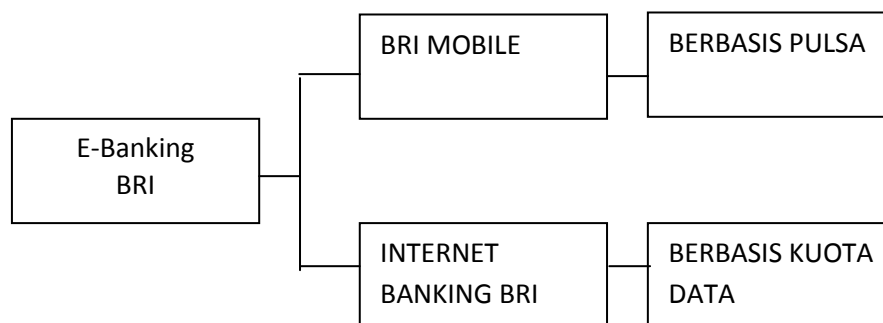 E-Banking
BRI
BRI MOBILE
BERBASIS PULSA
INTERNET
BANKING BRI
BERBASIS KUOTA
DATA